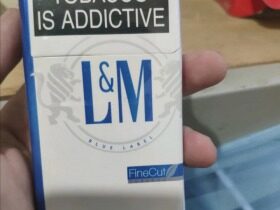 TOBACCO
IS ADDICTIVE
L&M
BLUE LABEL
FineCut